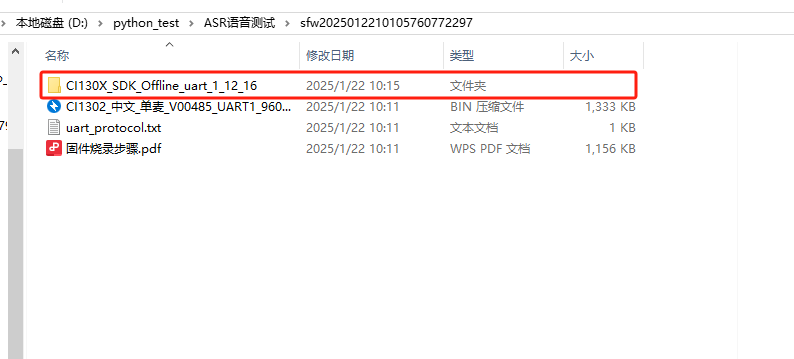 本地磁盘 (D:) > python_test > ASR语音测试 > sfw2025012210105760772297
名称 修改日期 类型 大小
CI130X_SDK_Offline_uart_1_12_16 2025/1/22 10:15 文件夹
CI1302_中文_单麦_V00485_UART1_960... 2025/1/22 10:11 BIN 压缩文件 1,333 KB
uart_protocol.txt 2025/1/22 10:11 文本文档 1 KB
固件烧录步骤.pdf 2025/1/22 10:11 WPS PDF 文档 1,156 KB